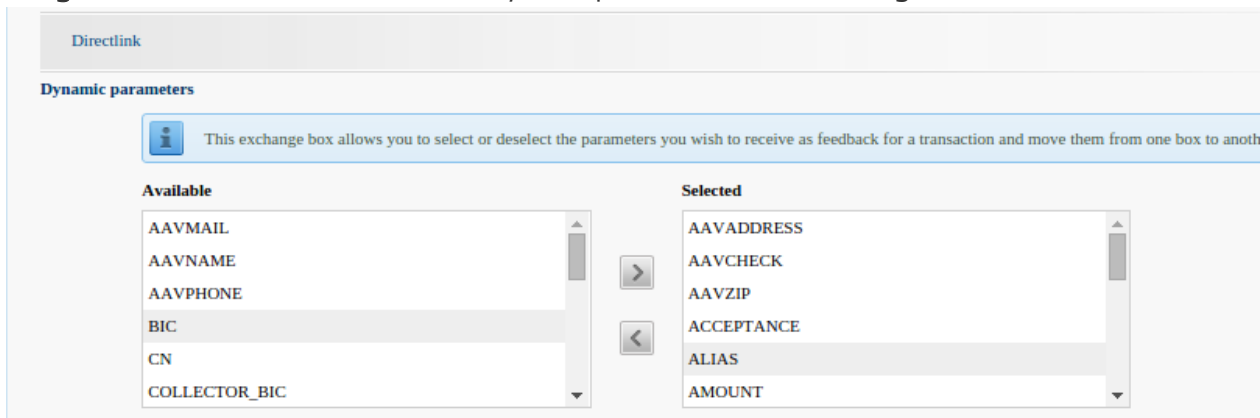 Directlink
Dynamic parameters
This exchange box allows you to select or deselect the parameters you wish to receive as feedback for a transaction and move them from one box to anoth
Available
AAVMAIL
AAVNAME
AAVPHONE
BIC
CN
COLLECTOR_BIC
Selected
AAVADDRESS
AAVCHECK
AAVZIP
ACCEPTANCE
ALIAS
AMOUNT